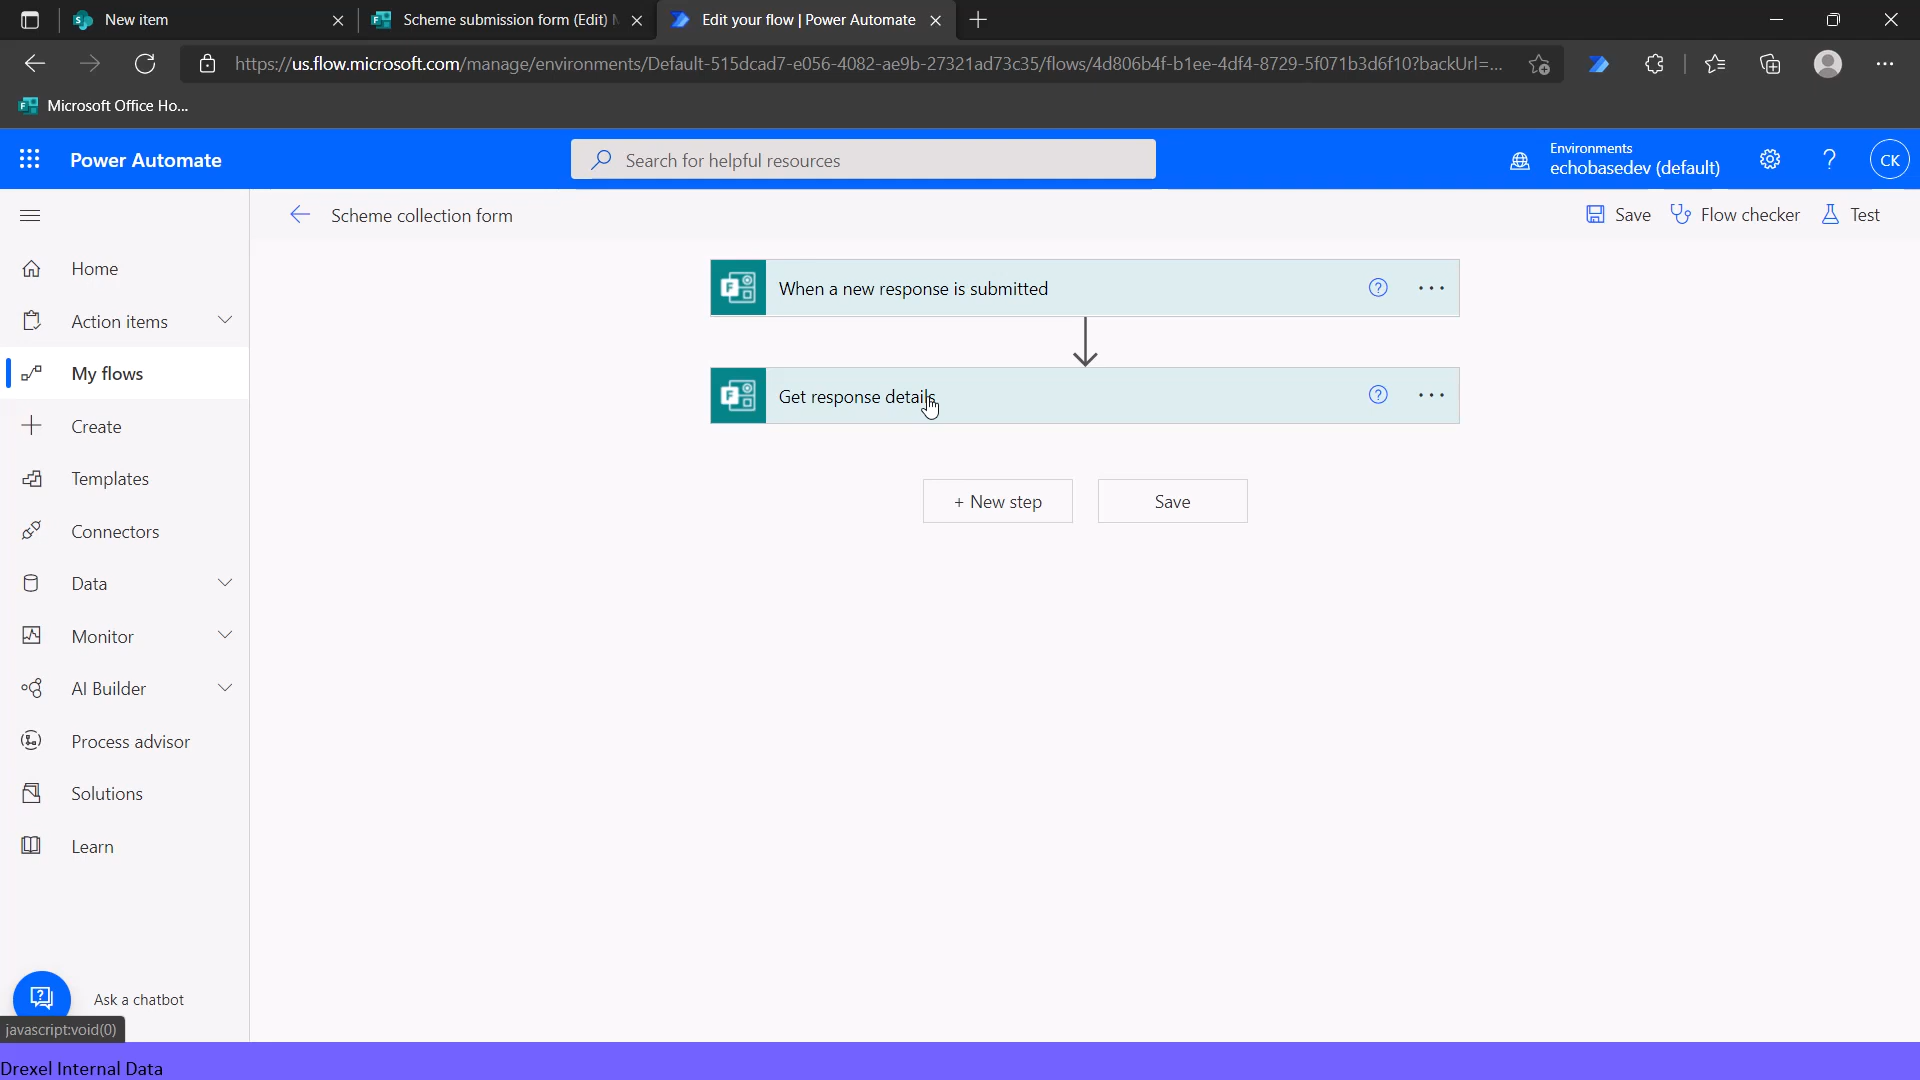 New item
Scheme submission form (Edit)
Edit your flow | Power Automate
https://us.flow.microsoft.com/manage/environments/Default-515dcad7-e056-4082-ae9b-27321ad73c35/flows/4d806b4f-b1ee-4df4-8729-5f071b3d6f10?backUrl=...
Microsoft Office Ho...
Power Automate
Search for helpful resources
Environments
echobasedev (default)
CK
Scheme collection form
Save
Flow checker
Test
Home
Action items
My flows
Create
Templates
Connectors
Data
Monitor
AI Builder
Process advisor
Solutions
Learn
When a new response is submitted
Get response details
+ New step
Save
Ask a chatbot
javascript:void(0)
Drexel Internal Data